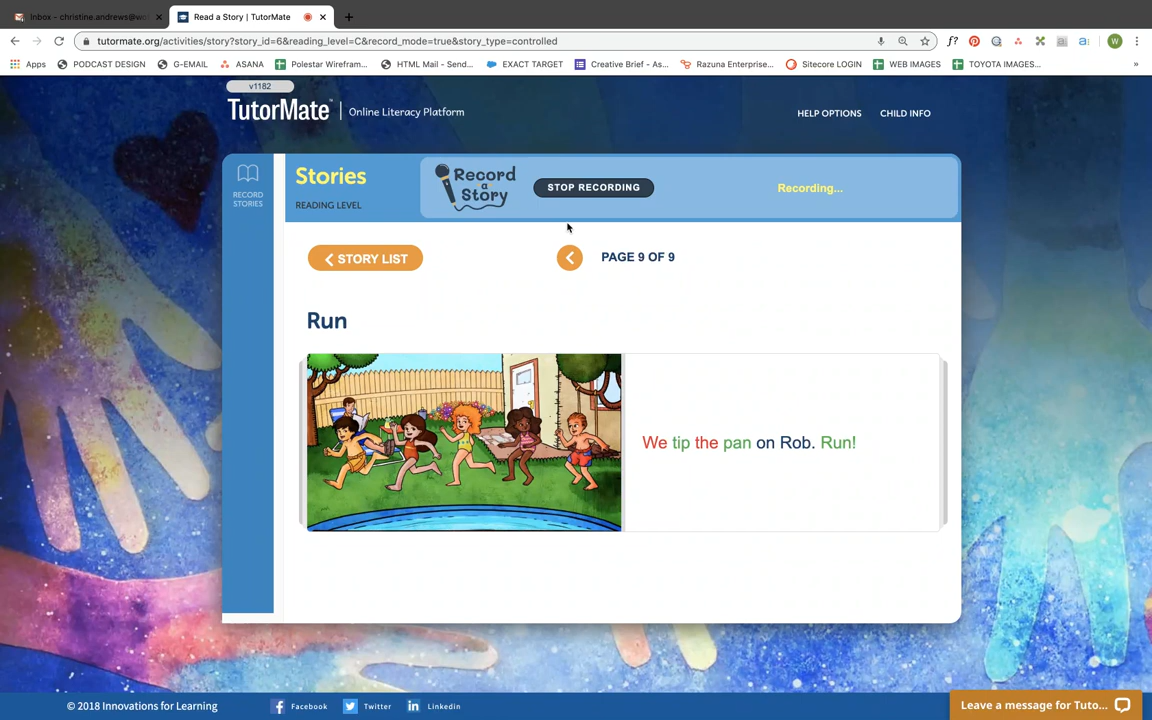 Inbox - christine.andrews@wo
Read a Story | TutorMate
tutormate.org/activities/story?story_id=6&reading_level=C&record_mode=true&story_type=controlled
Apps PODCAST DESIGN G-EMAIL ASANA Polestar Wirefram... HTML Mail - Send... EXACT TARGET Creative Brief - As... Razuna Enterprise... Sitecore LOGIN WEB IMAGES TOYOTA IMAGES... »
v1182
TutorMate | Online Literacy Platform
HELP OPTIONS CHILD INFO
RECORD
STORIES
Stories
READING LEVEL
Record
a
Story
STOP RECORDING
Recording...
STORY LIST
PAGE 9 OF 9
Run
We tip the pan on Rob. Run!
© 2018 Innovations for Learning Facebook Twitter Linkedin
Leave a message for Tuto...